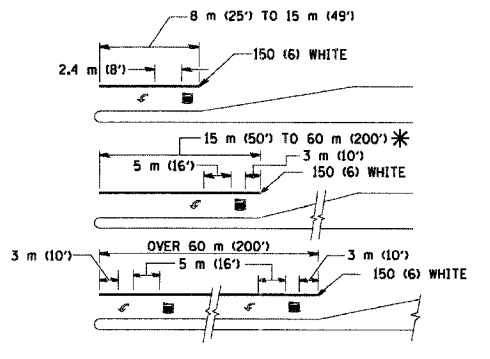 8 m (25') TO 15 m (49')
150 (6) WHITE
2.4 m (8')
15 m (50') TO 60 m (200') *
5 m (16') 3 m (10')
150 (6) WHITE
OVER 60 m (200')
3 m (10') 5 m (16') 3 m (10')
150 (6) WHITE